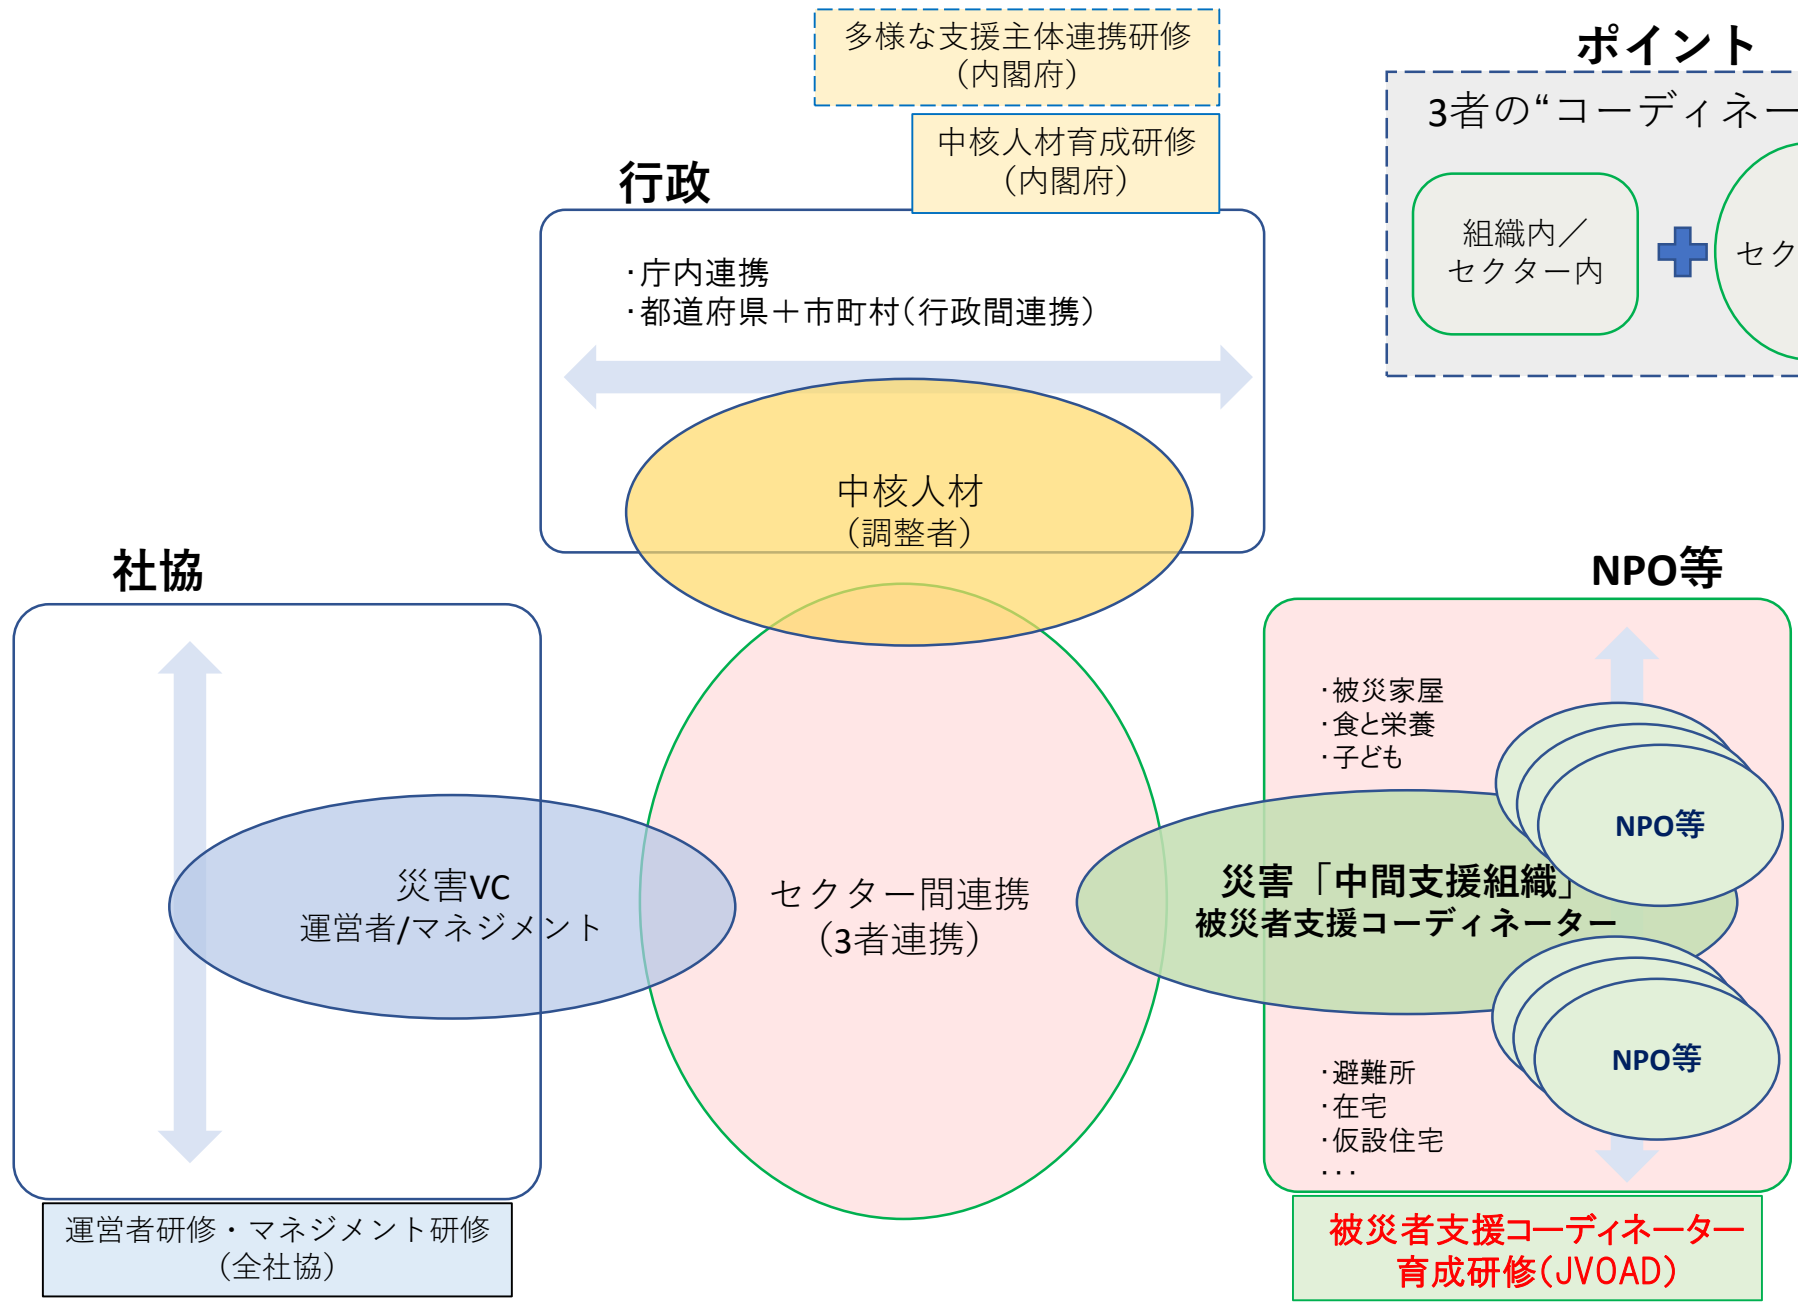 多様な支援主体連携研修
（内閣府）
中核人材育成研修
（内閣府）
ポイント
3者の“コーディネー
組織内／
セクター内
セク
行政
・庁内連携
・都道府県＋市町村（行政間連携）
中核人材
（調整者）
社協
災害VC
運営者/マネジメント
運営者研修・マネジメント研修
（全社協）
セクター間連携
（3者連携）
NPO等
・被災家屋
・食と栄養
・子ども
NPO等
災害「中間支援組織」
被災者支援コーディネーター
NPO等
・避難所
・在宅
・仮設住宅
・・・
被災者支援コーディネーター
育成研修（JVOAD）